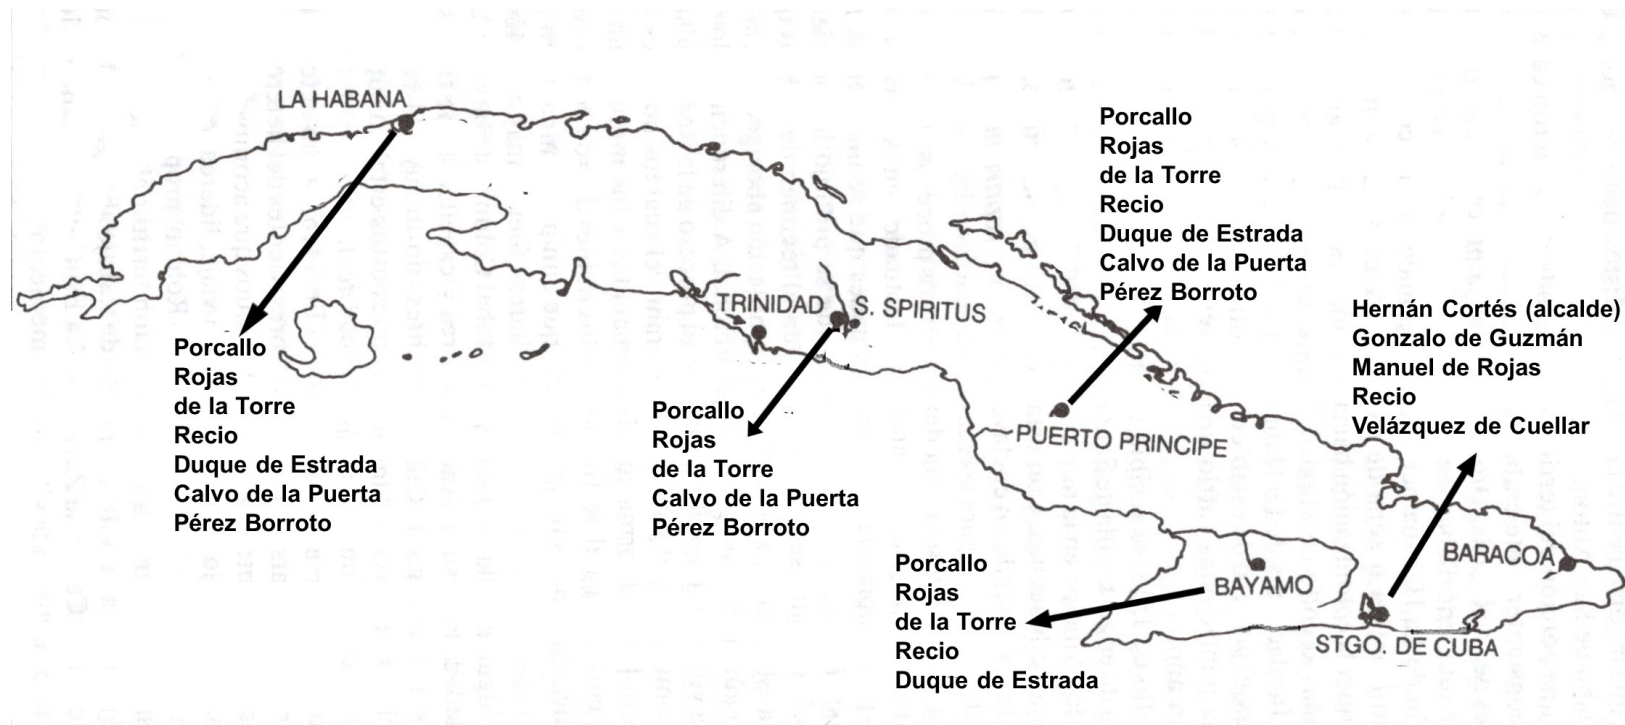 LA HABANA
Porcallo
Rojas
de la Torre
Recio
Duque de Estrada
Calvo de la Puerta
Pérez Borroto
TRINIDAD
S. SPIRITUS
Porcallo
Rojas
de la Torre
Calvo de la Puerta
Pérez Borroto
Porcallo
Rojas
de la Torre
Recio
Duque de Estrada
Calvo de la Puerta
Pérez Borroto
PUERTO PRINCIPE
Hernán Cortés (alcalde)
Gonzalo de Guzmán
Manuel de Rojas
Recio
Velázquez de Cuellar
BARACOA
BAYAMO
STGO. DE CUBA
Porcallo
Rojas
de la Torre
Recio
Duque de Estrada